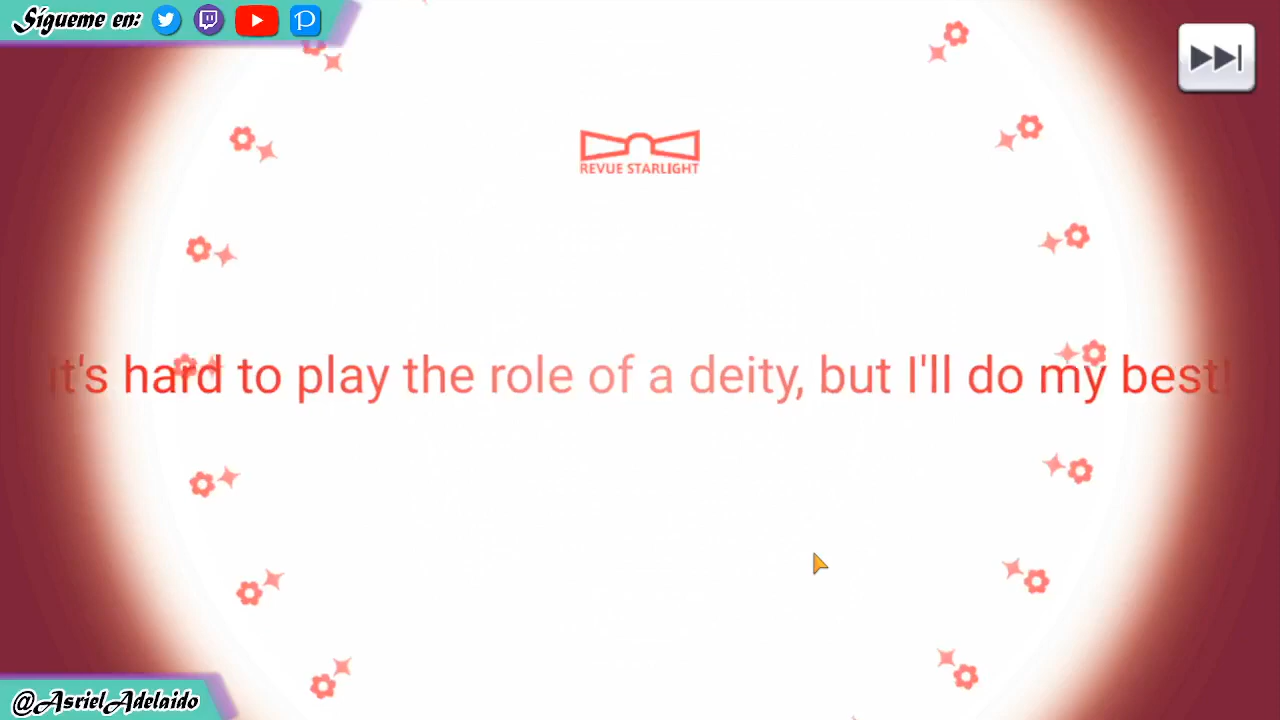 Sígueme en:
REVUE STARLIGHT
It's hard to play the role of a deity, but I'll do my best!
@AsrielAdelaido